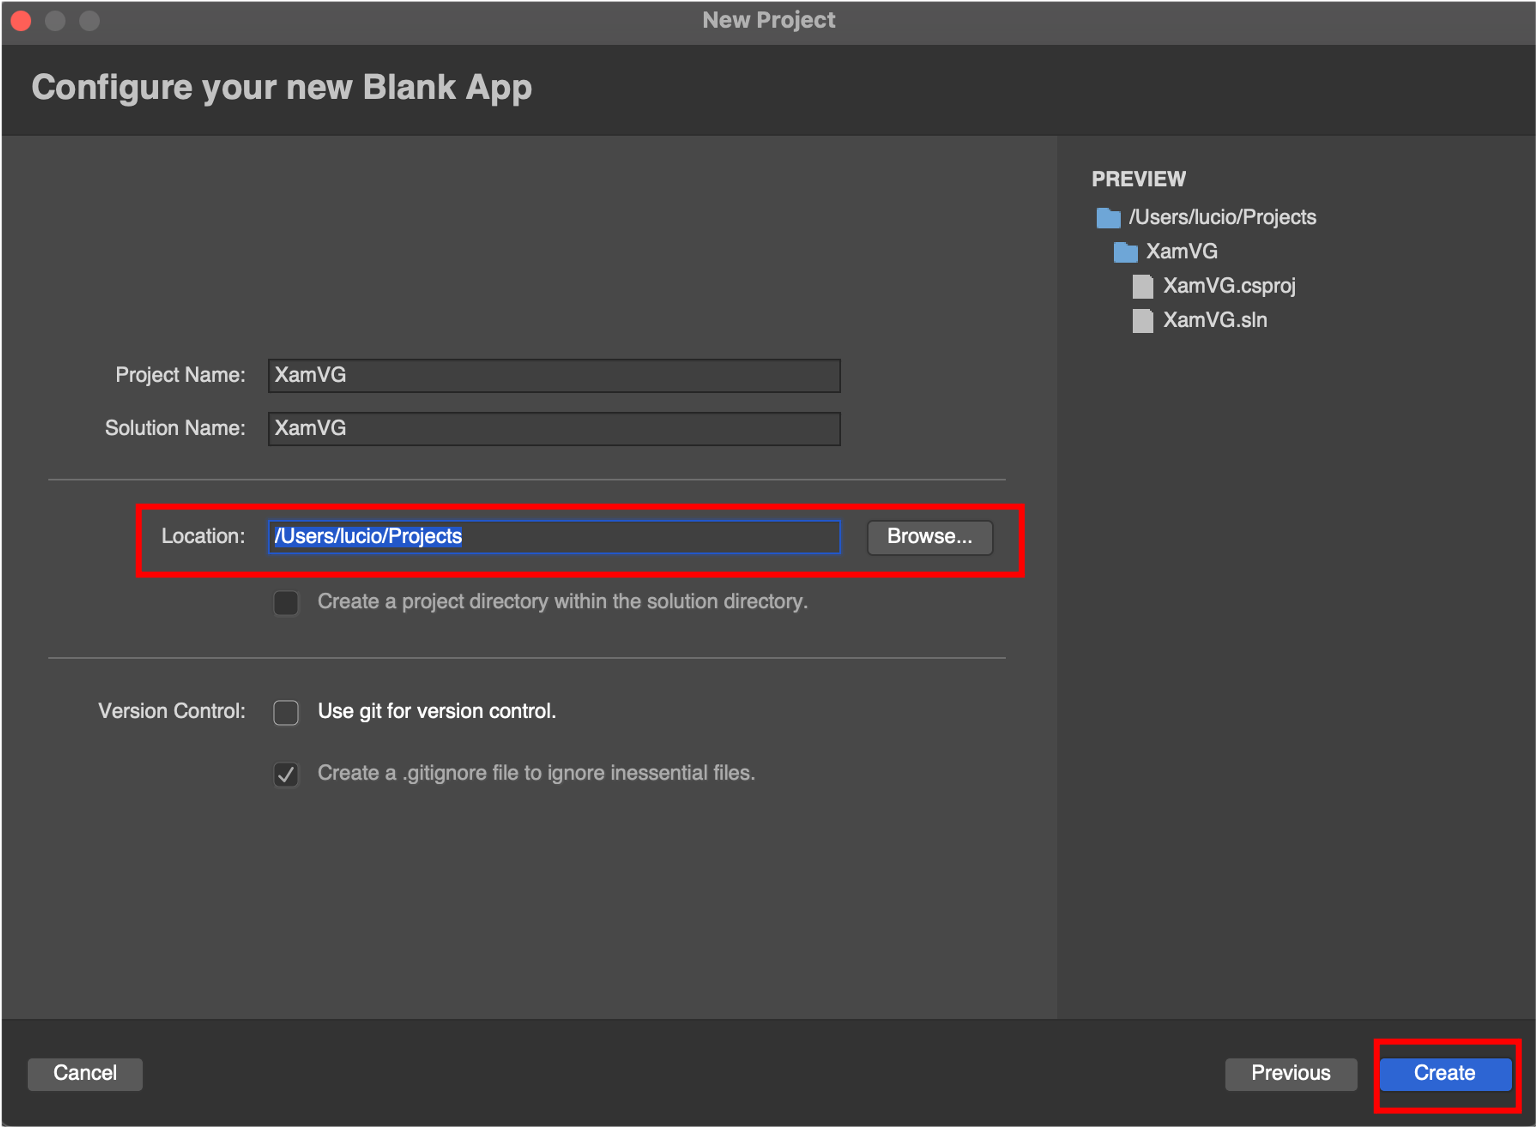 New Project
Configure your new Blank App
PREVIEW
/Users/lucio/Projects
XamVG
XamVG.csproj
XamVG.sln
Project Name: XamVG
Solution Name: XamVG
Location: /Users/lucio/Projects Browse...
Create a project directory within the solution directory.
Version Control: Use git for version control.
Create a .gitignore file to ignore inessential files.
Cancel Previous Create